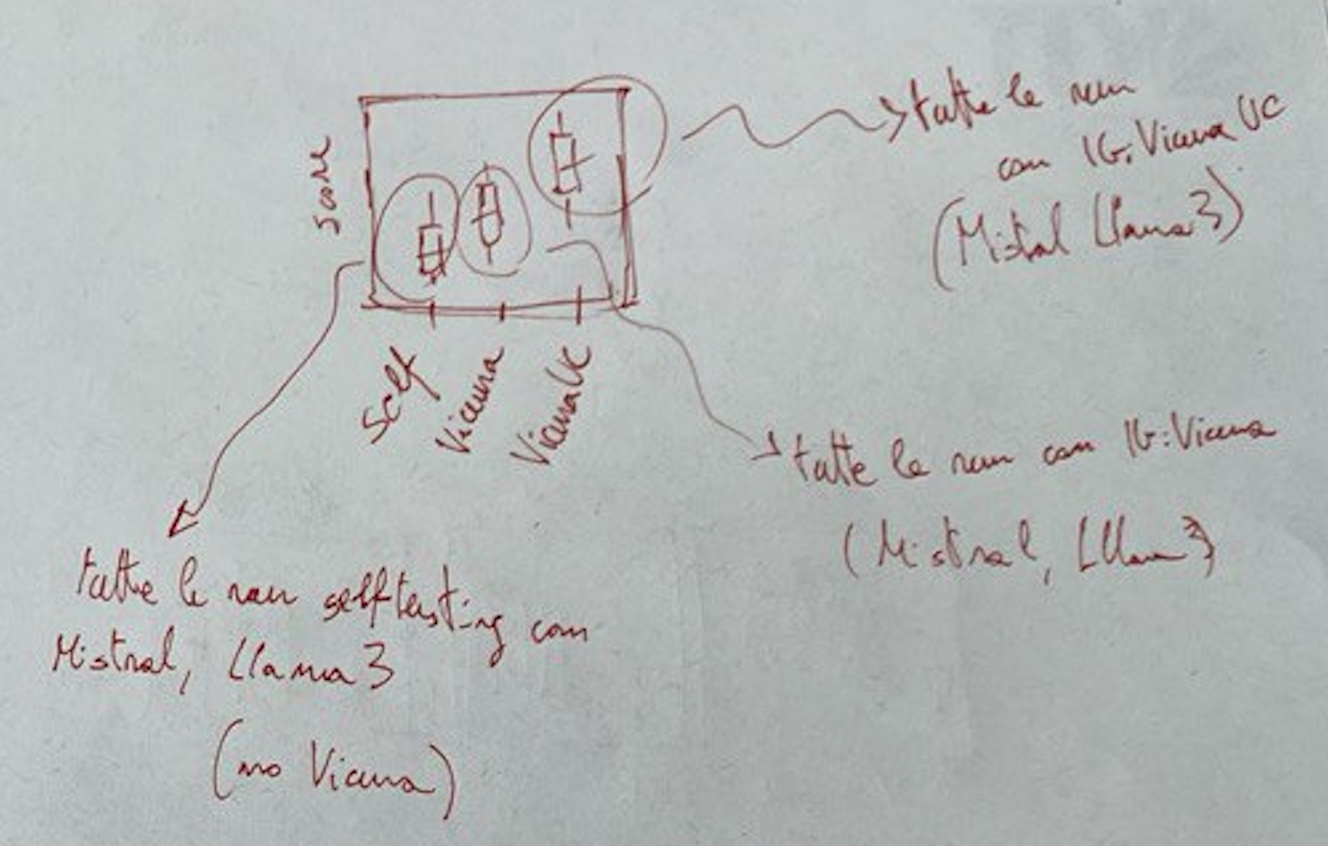 Score
Self
Vicuna
VicunaUC
tutte le run
con IG:Vicuna UC
(Mistral Llama3)
tutte le run con IG:Vicuna
(Mistral, Llama3)
tutte le run selftesting con
Mistral, Llama3
(no Vicuna)